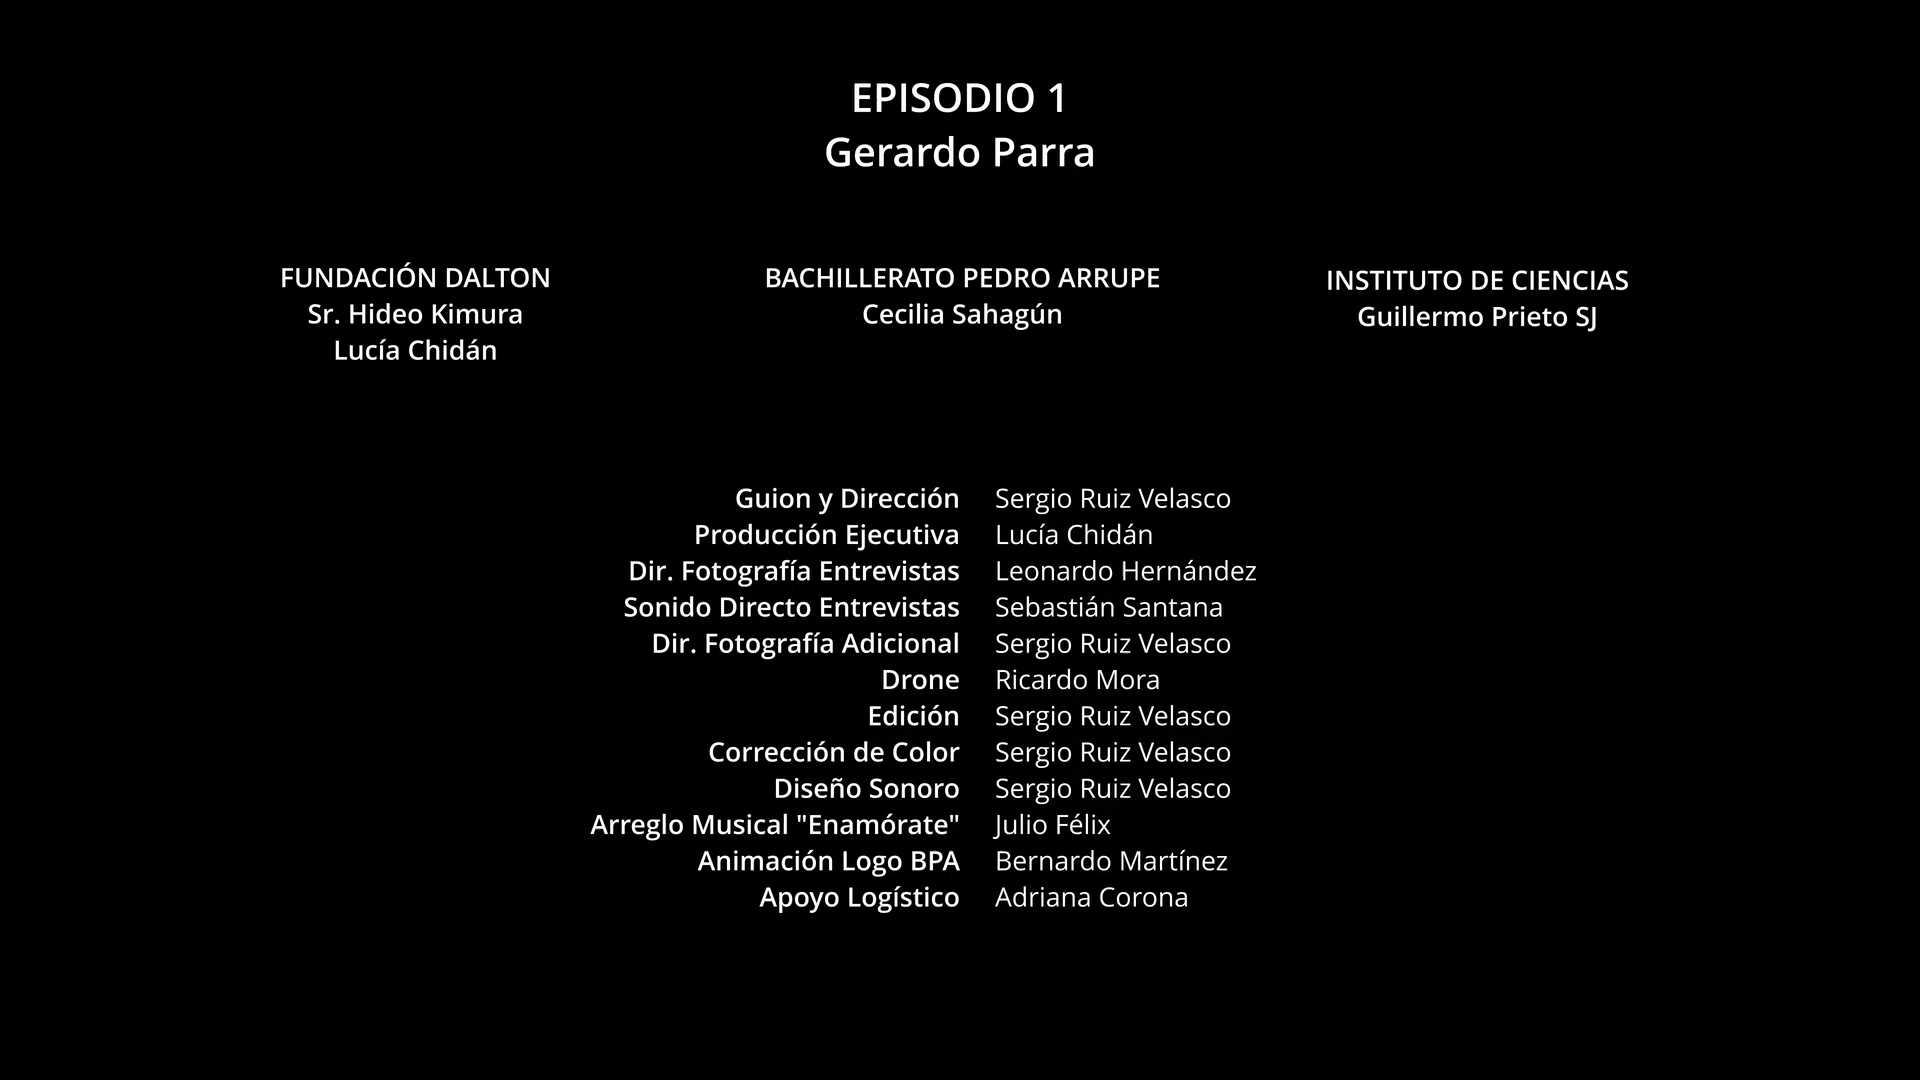 EPISODIO 1
Gerardo Parra
FUNDACIÓN DALTON
Sr. Hideo Kimura
Lucía Chidán
BACHILLERATO PEDRO ARRUPE
Cecilia Sahagún
INSTITUTO DE CIENCIAS
Guillermo Prieto SJ
Guion y Dirección Sergio Ruiz Velasco
Producción Ejecutiva Lucía Chidán
Dir. Fotografía Entrevistas Leonardo Hernández
Sonido Directo Entrevistas Sebastián Santana
Dir. Fotografía Adicional Sergio Ruiz Velasco
Drone Ricardo Mora
Edición Sergio Ruiz Velasco
Corrección de Color Sergio Ruiz Velasco
Diseño Sonoro Sergio Ruiz Velasco
Arreglo Musical "Enamórate" Julio Félix
Animación Logo BPA Bernardo Martínez
Apoyo Logístico Adriana Corona